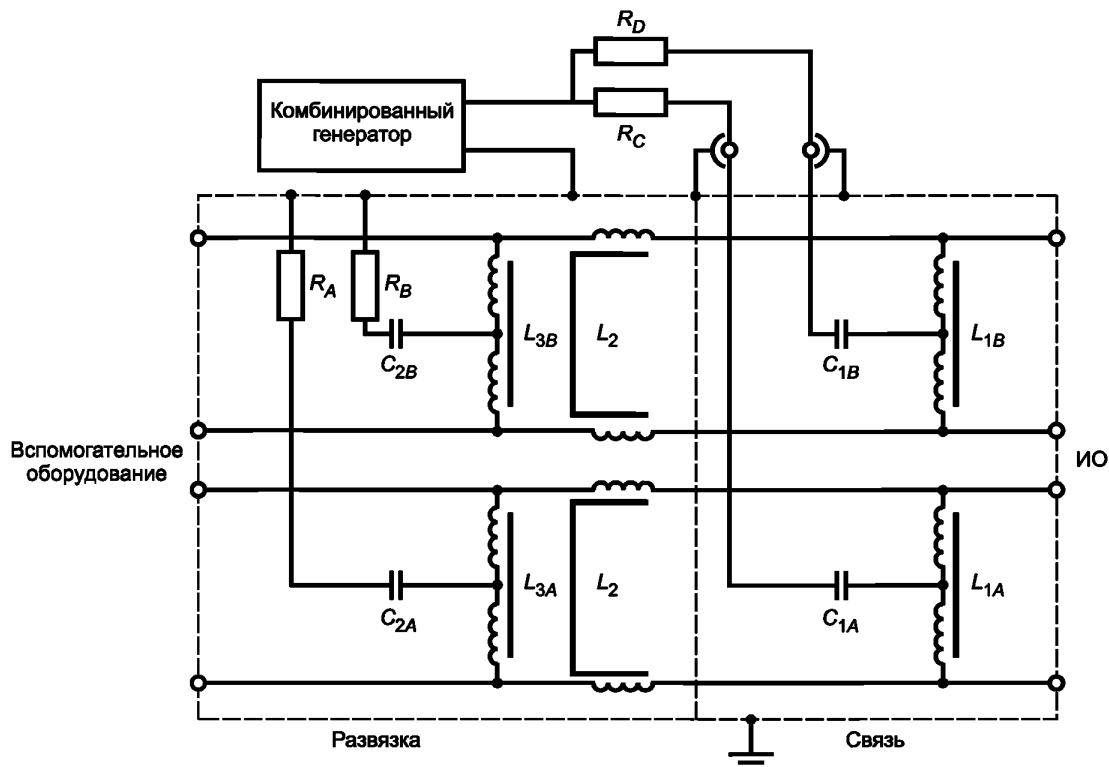 R_D
Комбинированный
генератор
R_C
R_A
R_B
C_2B
L_3B
L_2
C_1B
L_1B
Вспомогательное
оборудование
ИО
C_2A
L_3A
L_2
C_1A
L_1A
Развязка
Связь